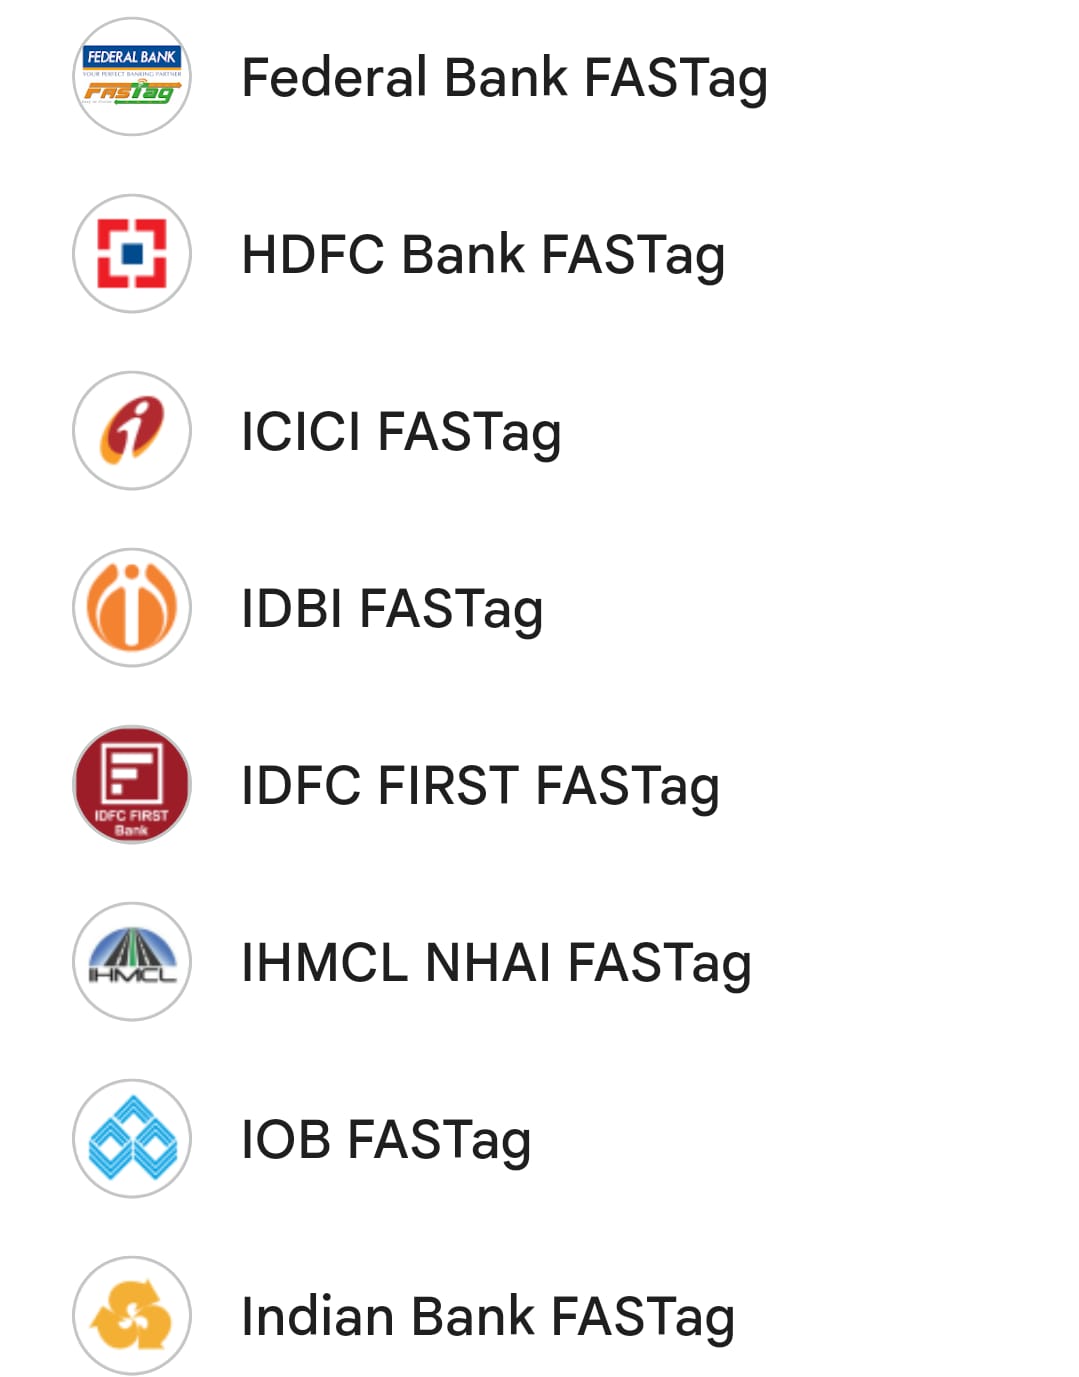 FEDERAL BANK
YOUR PERFECT BANKING PARTNER
FASTag
Federal Bank FASTag
HDFC Bank FASTag
ICICI FASTag
IDBI FASTag
IDFC FIRST
Bank
IDFC FIRST FASTag
IHMCL
IHMCL NHAI FASTag
IOB FASTag
Indian Bank FASTag